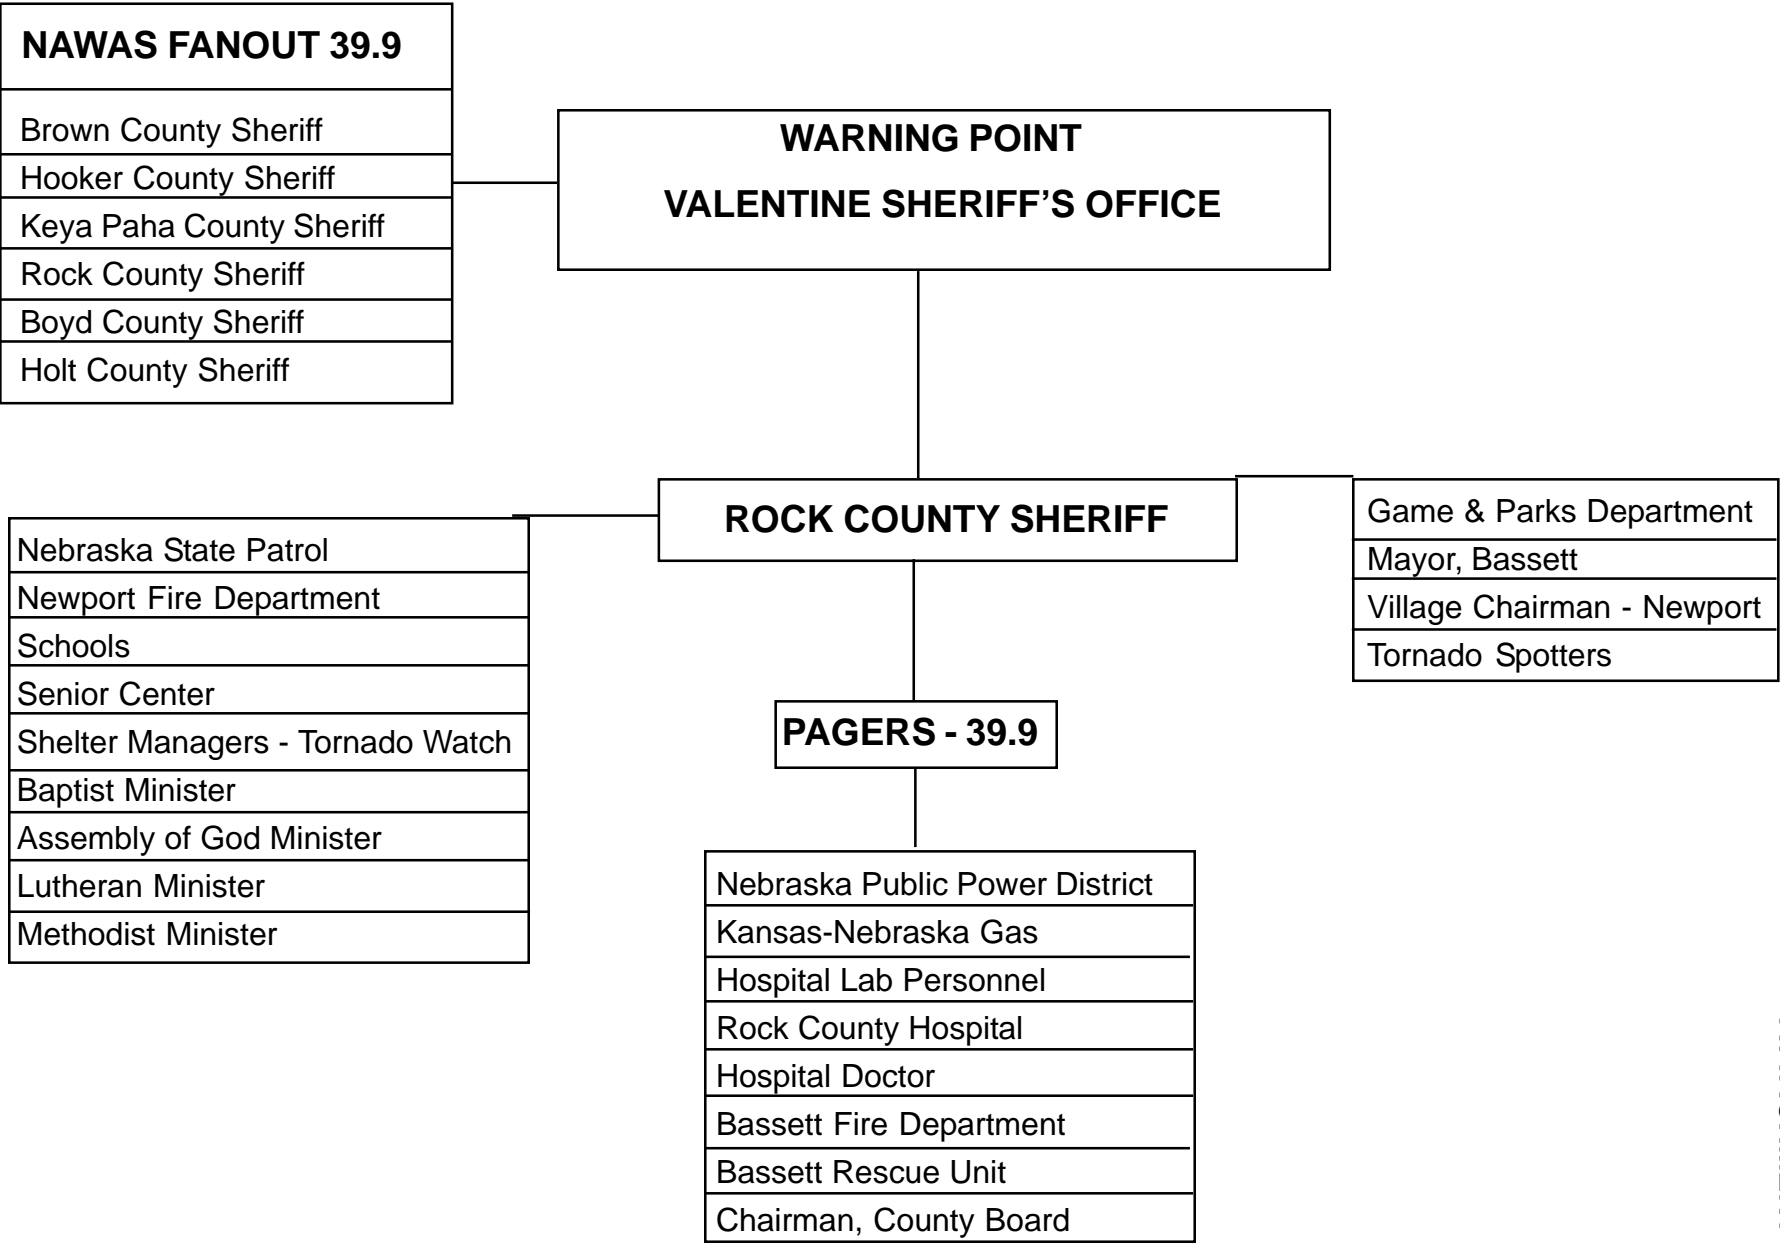 NAWAS FANOUT 39.9
Brown County Sheriff
Hooker County Sheriff
Keya Paha County Sheriff
Rock County Sheriff
Boyd County Sheriff
Holt County Sheriff
WARNING POINT
VALENTINE SHERIFF’S OFFICE
ROCK COUNTY SHERIFF
Nebraska State Patrol
Newport Fire Department
Schools
Senior Center
Shelter Managers - Tornado Watch
Baptist Minister
Assembly of God Minister
Lutheran Minister
Methodist Minister
Game & Parks Department
Mayor, Bassett
Village Chairman - Newport
Tornado Spotters
PAGERS - 39.9
Nebraska Public Power District
Kansas-Nebraska Gas
Hospital Lab Personnel
Rock County Hospital
Hospital Doctor
Bassett Fire Department
Bassett Rescue Unit
Chairman, County Board